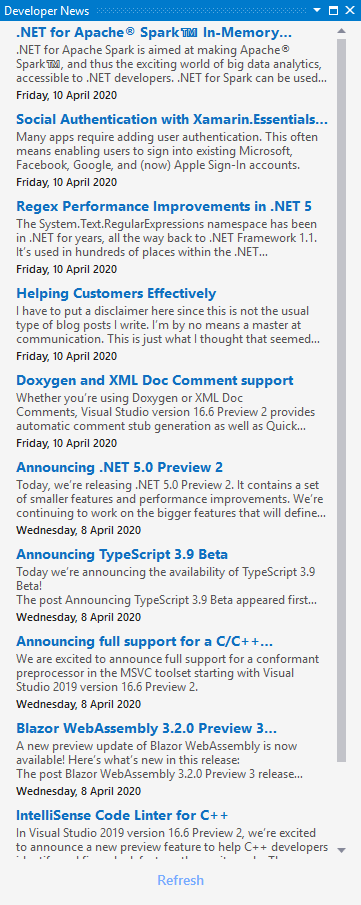 Developer News
.NET for Apache® Spark™ In-Memory...
.NET for Apache Spark is aimed at making Apache®
Spark™, and thus the exciting world of big data analytics,
accessible to .NET developers. .NET for Spark can be used...
Friday, 10 April 2020
Social Authentication with Xamarin.Essentials...
Many apps require adding user authentication. This often
means enabling users to sign into existing Microsoft,
Facebook, Google, and (now) Apple Sign-In accounts.
Friday, 10 April 2020
Regex Performance Improvements in .NET 5
The System.Text.RegularExpressions namespace has been
in .NET for years, all the way back to .NET Framework 1.1.
It's used in hundreds of places within the .NET...
Friday, 10 April 2020
Helping Customers Effectively
I have to put a disclaimer here since this is not the usual
type of blog posts I write. I'm by no means a master at
communication. This is just what I thought that seemed...
Friday, 10 April 2020
Doxygen and XML Doc Comment support
Whether you're using Doxygen or XML Doc
Comments, Visual Studio version 16.6 Preview 2 provides
automatic comment stub generation as well as Quick...
Friday, 10 April 2020
Announcing .NET 5.0 Preview 2
Today, we're releasing .NET 5.0 Preview 2. It contains a set
of smaller features and performance improvements. We're
continuing to work on the bigger features that will define...
Wednesday, 8 April 2020
Announcing TypeScript 3.9 Beta
Today we're announcing the availability of TypeScript 3.9
Beta!
The post Announcing TypeScript 3.9 Beta appeared first...
Wednesday, 8 April 2020
Announcing full support for a C/C++...
We are excited to announce full support for a conformant
preprocessor in the MSVC toolset starting with Visual
Studio 2019 version 16.6 Preview 2.
Wednesday, 8 April 2020
Blazor WebAssembly 3.2.0 Preview 3...
A new preview update of Blazor WebAssembly is now
available! Here's what's new in this release:
The post Blazor WebAssembly 3.2.0 Preview 3 release...
Wednesday, 8 April 2020
IntelliSense Code Linter for C++
In Visual Studio 2019 version 16.6 Preview 2, we're excited
to announce a new preview feature to help C++ developers
Refresh